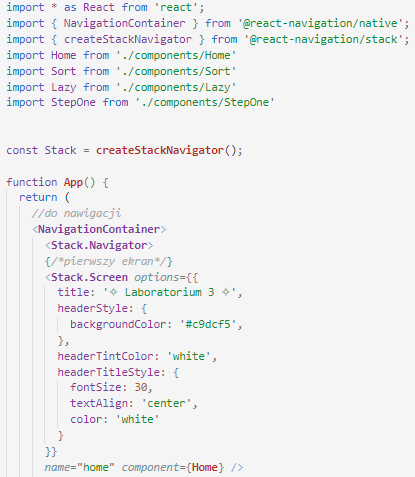 import * as React from 'react';
import { NavigationContainer } from '@react-navigation/native';
import { createStackNavigator } from '@react-navigation/stack';
import Home from './components/Home'
import Sort from './components/Sort'
import Lazy from './components/Lazy'
import StepOne from './components/StepOne'
const Stack = createStackNavigator();
function App() {
return (
//do nawigacji
<NavigationContainer>
<Stack.Navigator>
{/*pierwszy ekran*/}
<Stack.Screen options={{
title: '✧ Laboratorium 3 ✧',
headerStyle: {
backgroundColor: '#c9dcf5',
},
headerTintColor: 'white',
headerTitleStyle: {
fontSize: 30,
textAlign: 'center',
color: 'white'
}
}}
name="home" component={Home} />